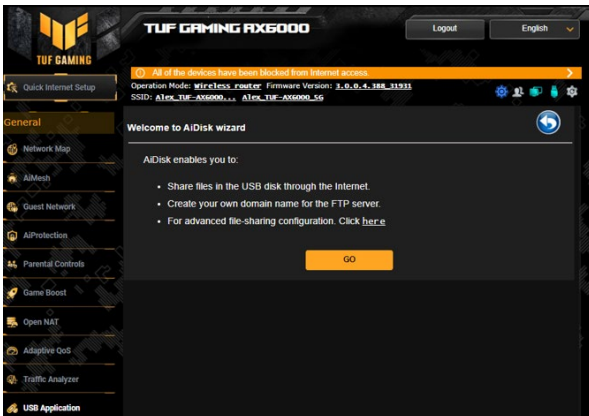 TUF GAMING
TUF GAMING AX6000
Logout
English
All of the devices have been blocked from Internet access.
Quick Internet Setup
Operation Mode: Wireless router Firmware Version: 3.0.0.4.388_31931
SSID: Alex_TUF-AX6000... Alex_TUF-AX6000_5G
General
Welcome to AiDisk wizard
Network Map
AiDisk enables you to:
AiMesh
Share files in the USB disk through the Internet.
Guest Network
Create your own domain name for the FTP server.
For advanced file-sharing configuration. Click here
AiProtection
GO
Parental Controls
Game Boost
Open NAT
Adaptive QoS
Traffic Analyzer
USB Application